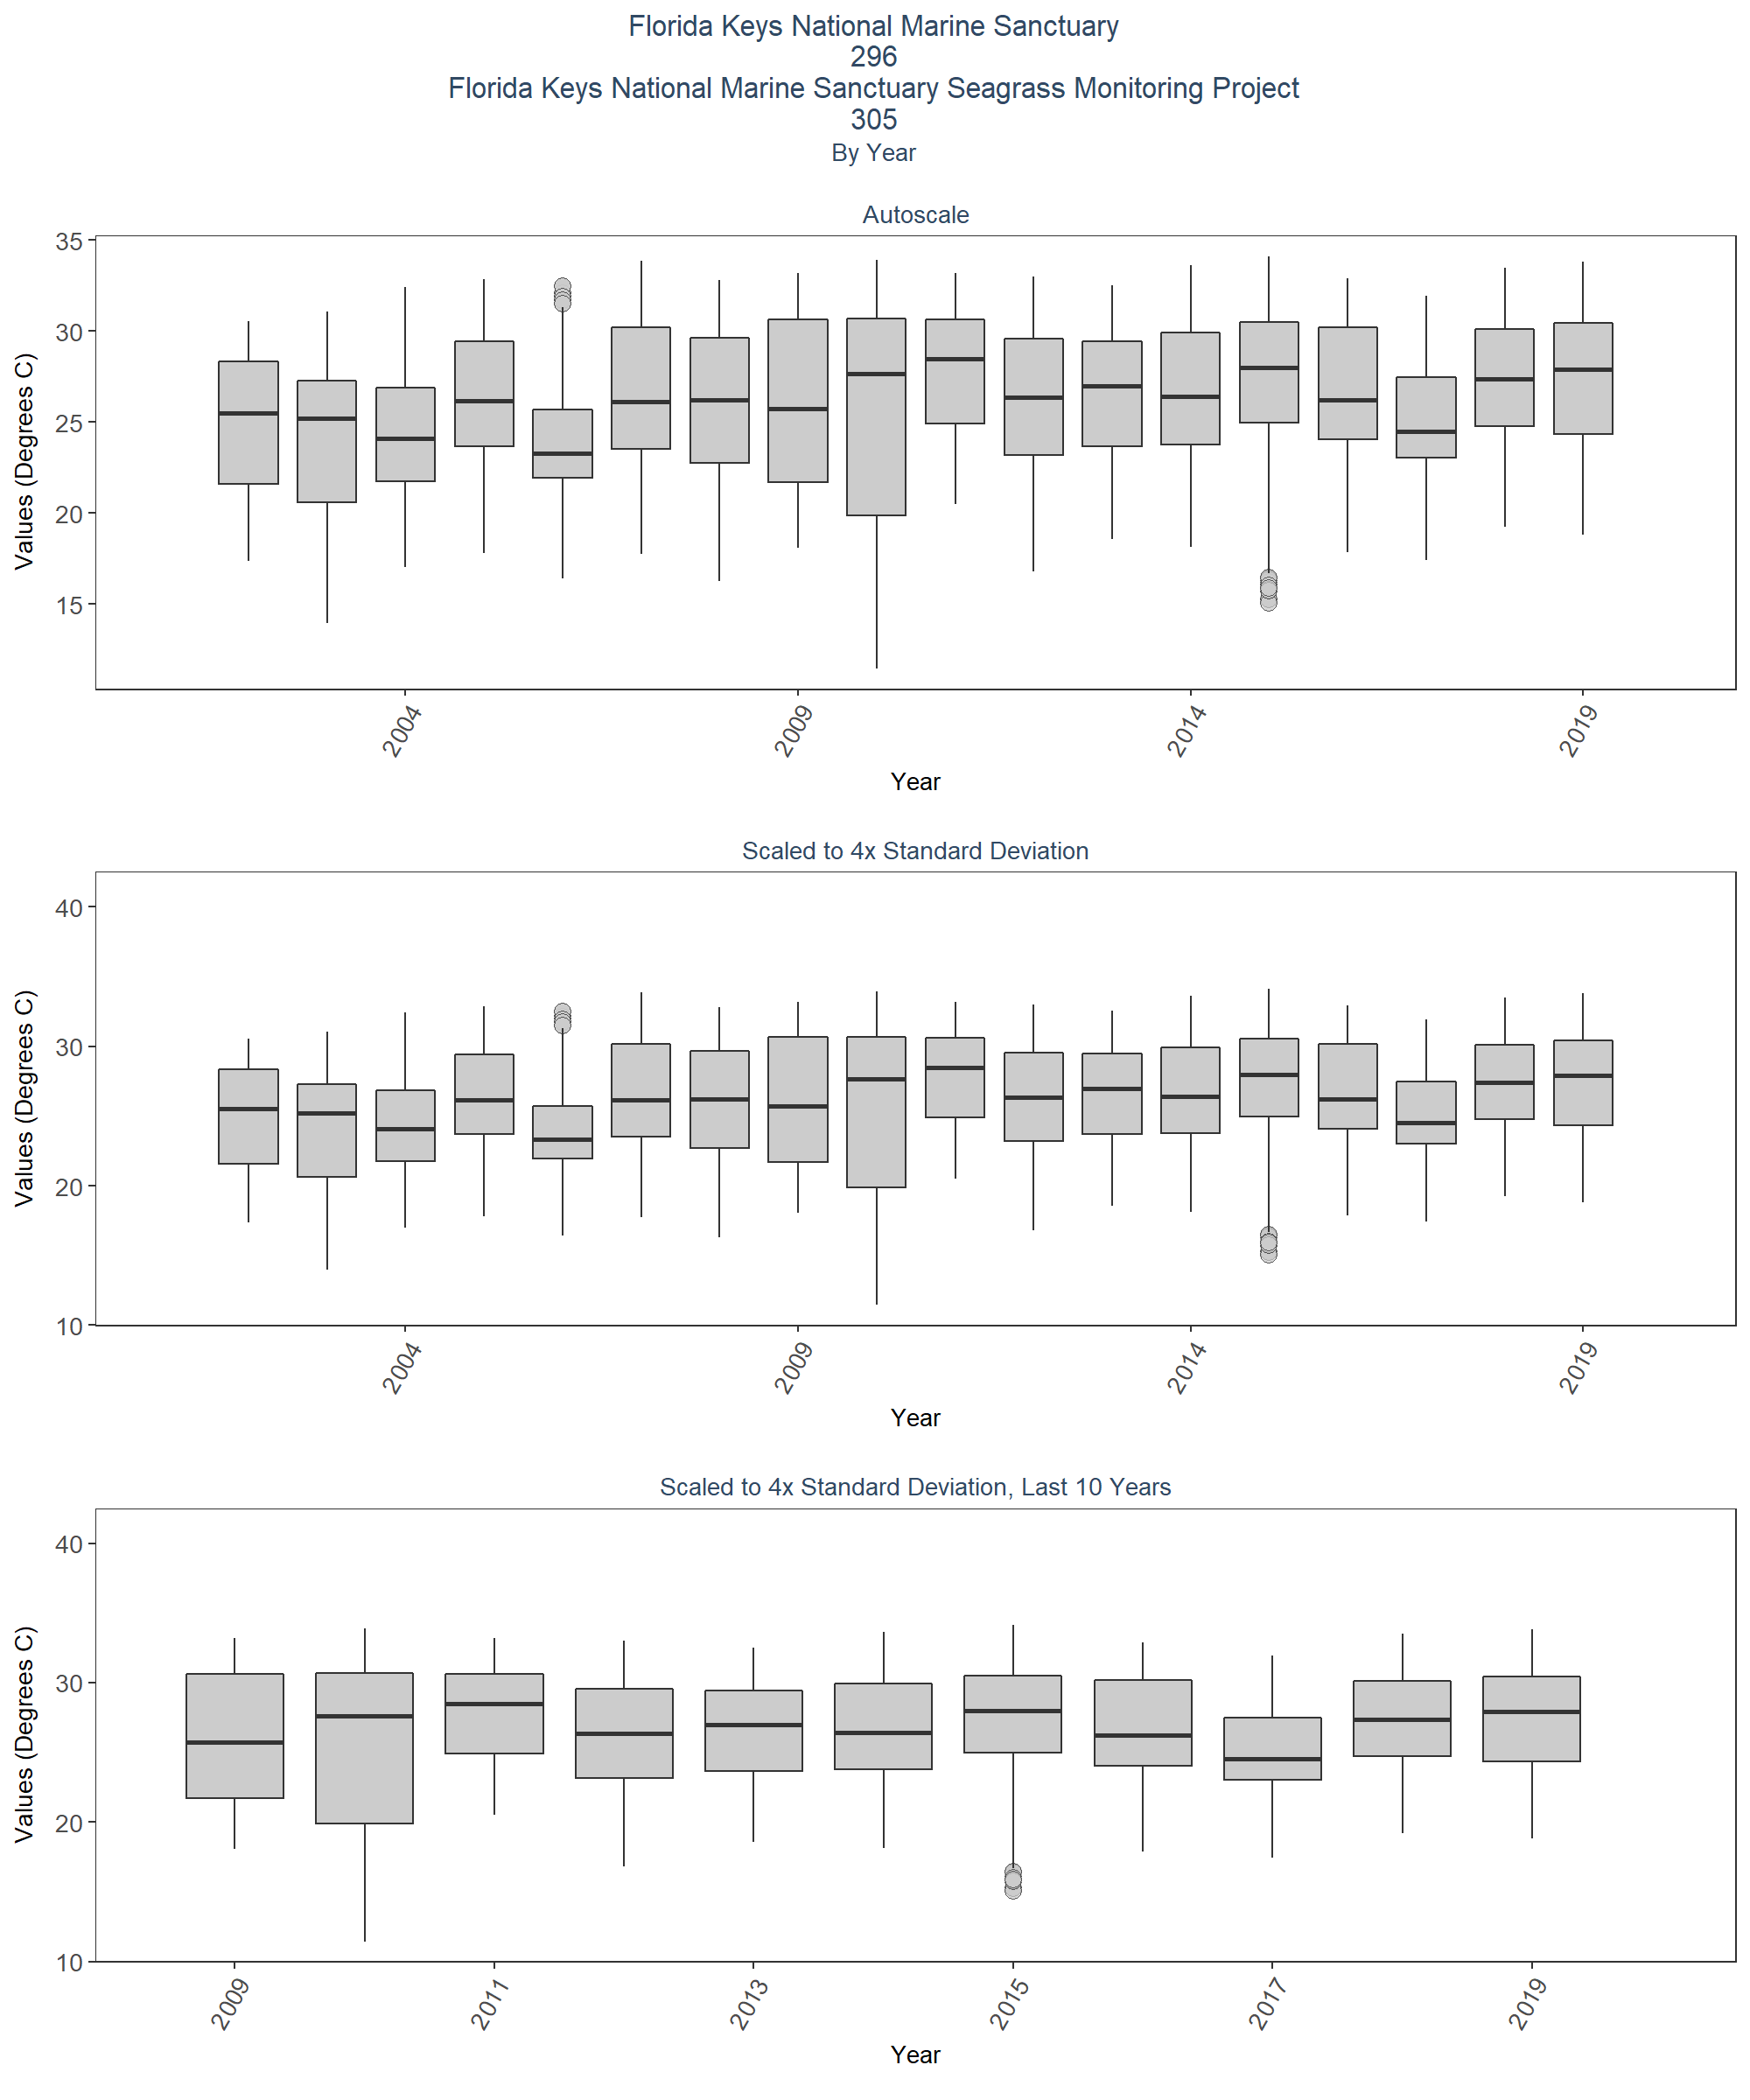 Florida Keys National Marine Sanctuary
296
Florida Keys National Marine Sanctuary Seagrass Monitoring Project
305
By Year
Autoscale
Values (Degrees C)
35
30
25
20
15
2004
2009
2014
2019
Year
Scaled to 4x Standard Deviation
Values (Degrees C)
40
30
20
10
2004
2009
2014
2019
Year
Scaled to 4x Standard Deviation, Last 10 Years
Values (Degrees C)
40
30
20
10
2009
2011
2013
2015
2017
2019
Year